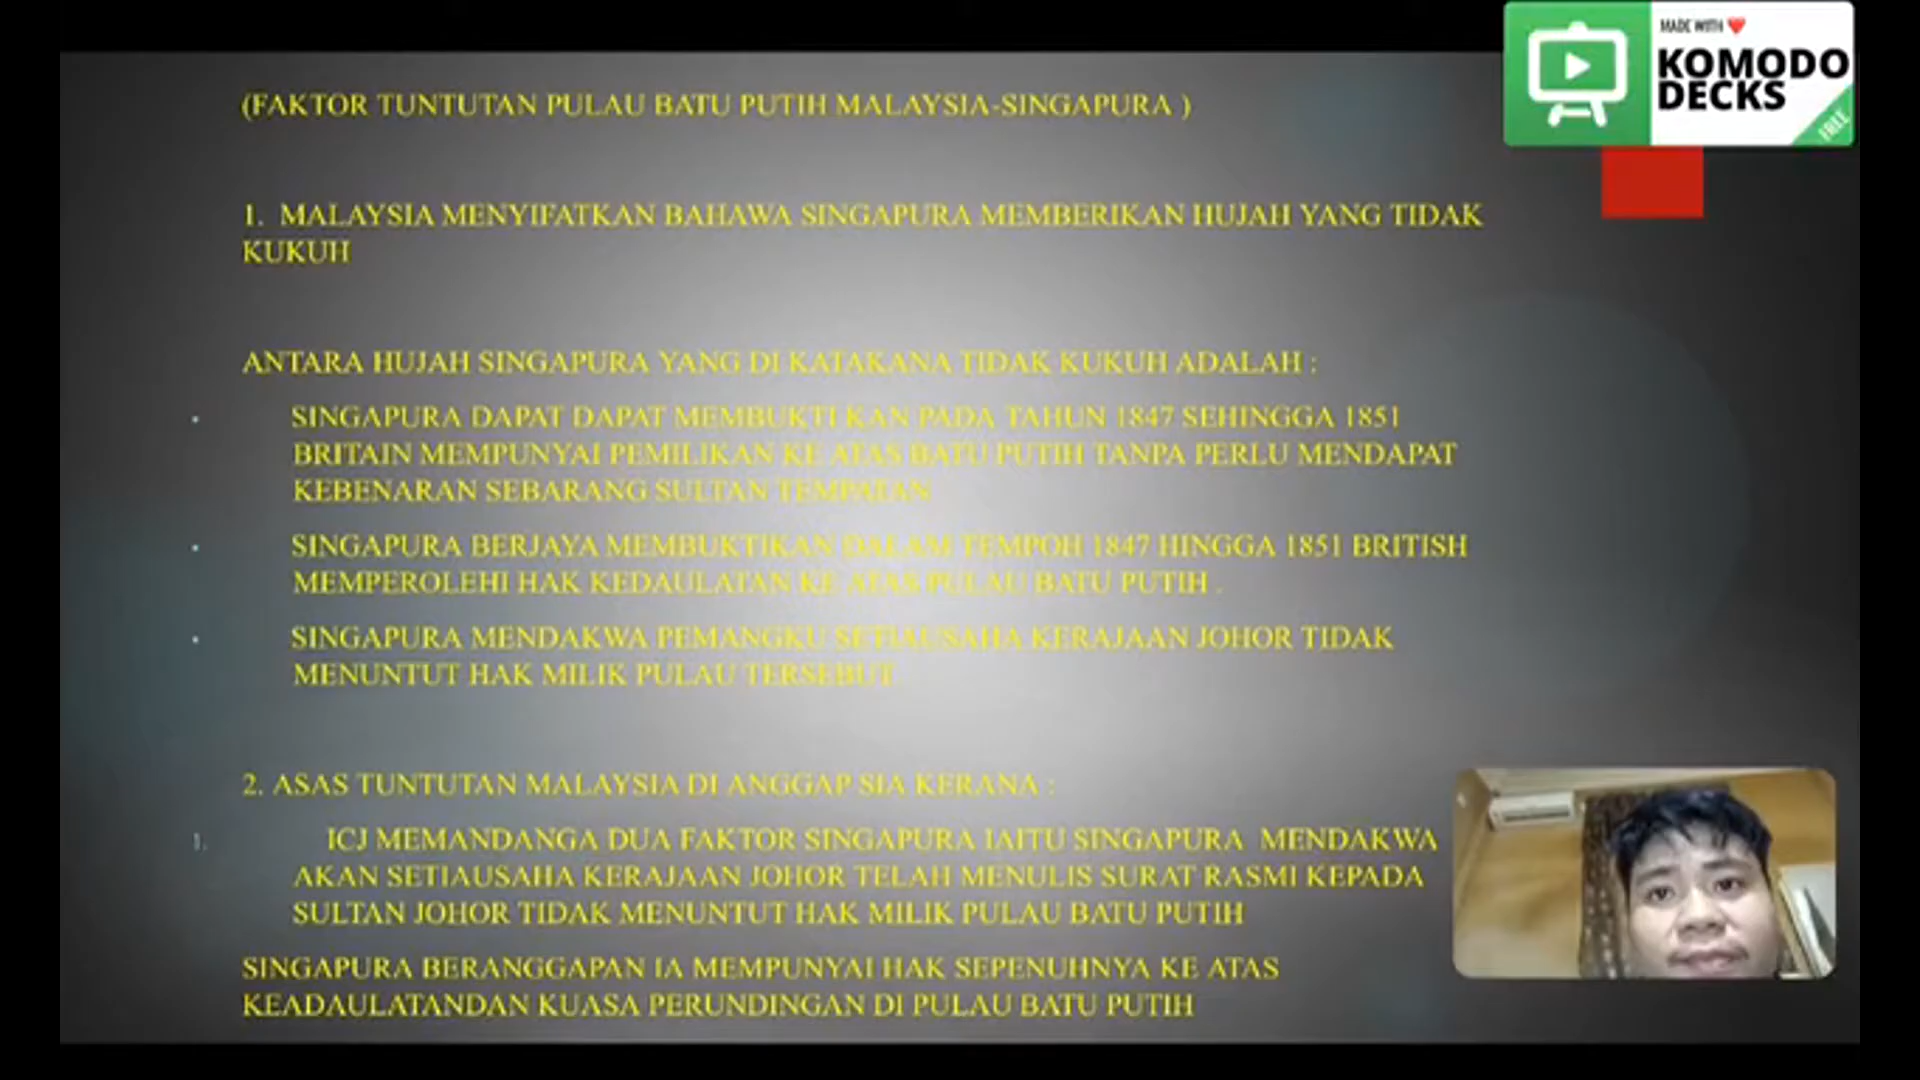 MADE WITH ❤
KOMODO
DECKS
FREE
(FAKTOR TUNTUTAN PULAU BATU PUTIH MALAYSIA-SINGAPURA )
1. MALAYSIA MENYIFATKAN BAHAWA SINGAPURA MEMBERIKAN HUJAH YANG TIDAK
KUKUH
ANTARA HUJAH SINGAPURA YANG DI KATAKANA TIDAK KUKUH ADALAH :
• SINGAPURA DAPAT DAPAT MEMBUKTI KAN PADA TAHUN 1847 SEHINGGA 1851
BRITAIN MEMPUNYAI PEMILIKAN KE ATAS BATU PUTIH TANPA PERLU MENDAPAT
KEBENARAN SEBARANG SULTAN TEMPATAN
• SINGAPURA BERJAYA MEMBUKTIKAN DALAM TEMPOH 1847 HINGGA 1851 BRITISH
MEMPEROLEHI HAK KEDAULATAN KE ATAS PULAU BATU PUTIH .
• SINGAPURA MENDAKWA PEMANGKU SETIAUSAHA KERAJAAN JOHOR TIDAK
MENUNTUT HAK MILIK PULAU TERSEBUT
2. ASAS TUNTUTAN MALAYSIA DI ANGGAP SIA KERANA :
1. ICJ MEMANDANGA DUA FAKTOR SINGAPURA IAITU SINGAPURA MENDAKWA
AKAN SETIAUSAHA KERAJAAN JOHOR TELAH MENULIS SURAT RASMI KEPADA
SULTAN JOHOR TIDAK MENUNTUT HAK MILIK PULAU BATU PUTIH
SINGAPURA BERANGGAPAN IA MEMPUNYAI HAK SEPENUHNYA KE ATAS
KEADAULATANDAN KUASA PERUNDINGAN DI PULAU BATU PUTIH